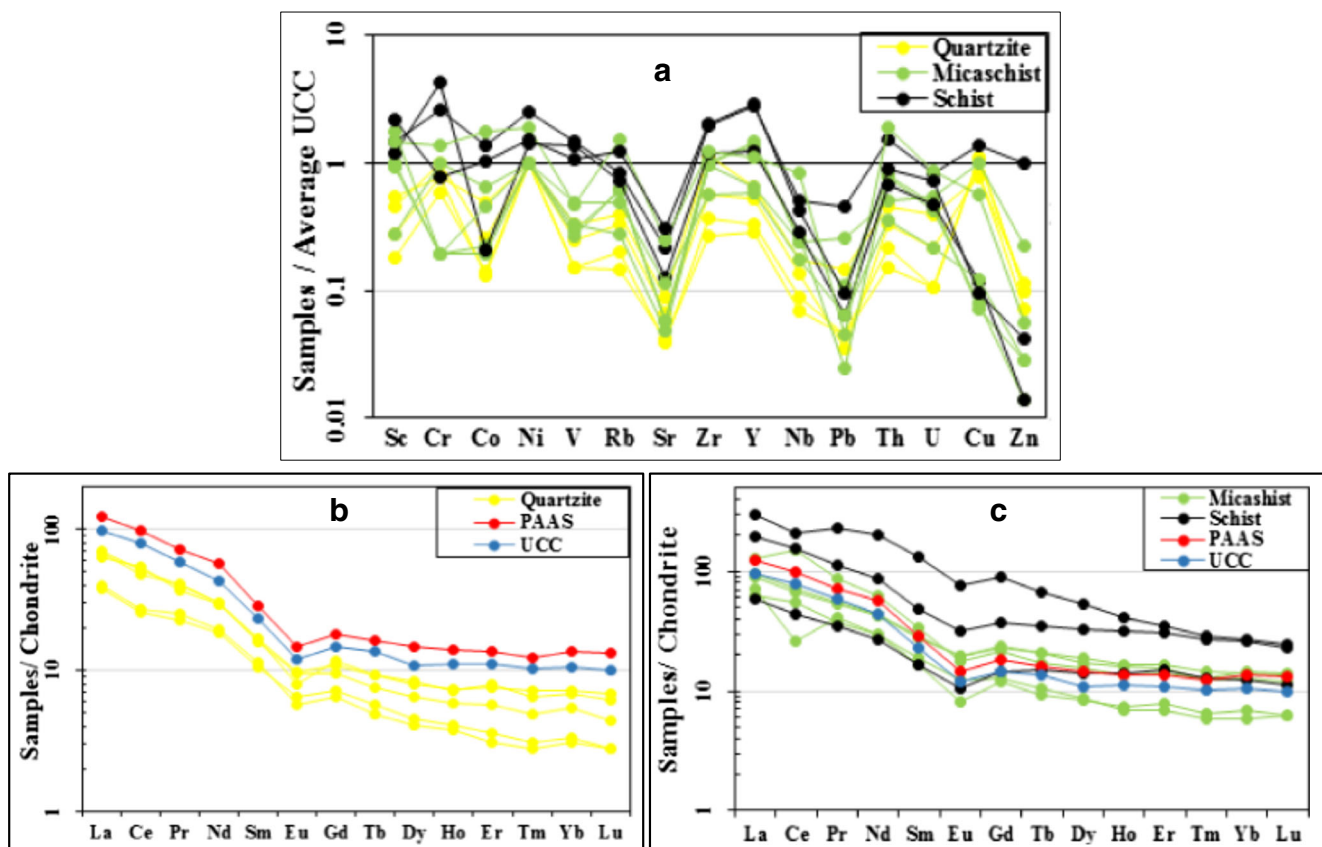 a
Quartzite
Micaschist
Schist
Samples / Average UCC
10
1
0.1
0.01
Sc Cr Co Ni V Rb Sr Zr Y Nb Pb Th U Cu Zn
b
Quartzite
PAAS
UCC
Samples/ Chondrite
100
10
1
La Ce Pr Nd Sm Eu Gd Tb Dy Ho Er Tm Yb Lu
c
Micashist
Schist
PAAS
UCC
Samples/ Chondrite
100
10
1
La Ce Pr Nd Sm Eu Gd Tb Dy Ho Er Tm Yb Lu